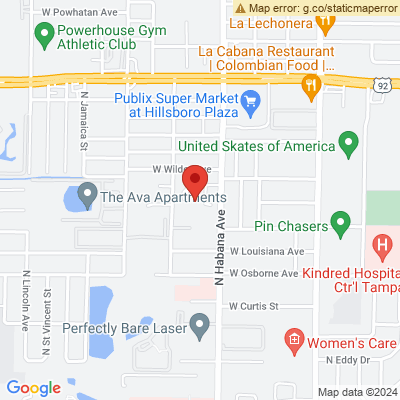 Map error: g.co/staticmaperror
W Powhatan Ave
La Lechonera
Powerhouse Gym
Athletic Club
La Cabana Restaurant
| Colombian Food |...
92
N Jamaica St
Publix Super Market
at Hillsboro Plaza
United Skates of America
W Wilder Ave
The Ava Apartments
N Habana Ave
Pin Chasers
W Louisiana Ave
Kindred Hospital
Ctr'l Tampa
W Osborne Ave
N Lincoln Ave
N St Vincent St
W Curtis St
Perfectly Bare Laser
Women's Care
N Eddy Dr
Google
Map data ©2024